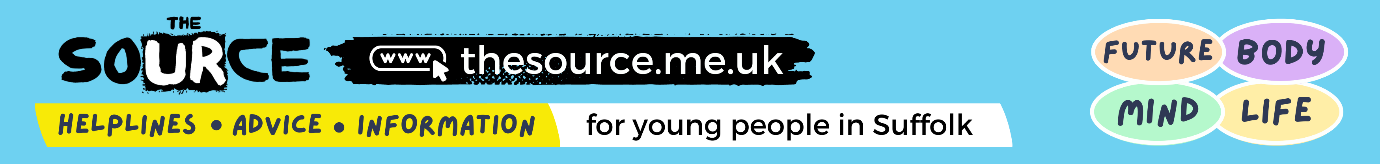 THE
SOURCE
www thesource.me.uk
HELPLINES • ADVICE • INFORMATION for young people in Suffolk
FUTURE BODY
MIND LIFE